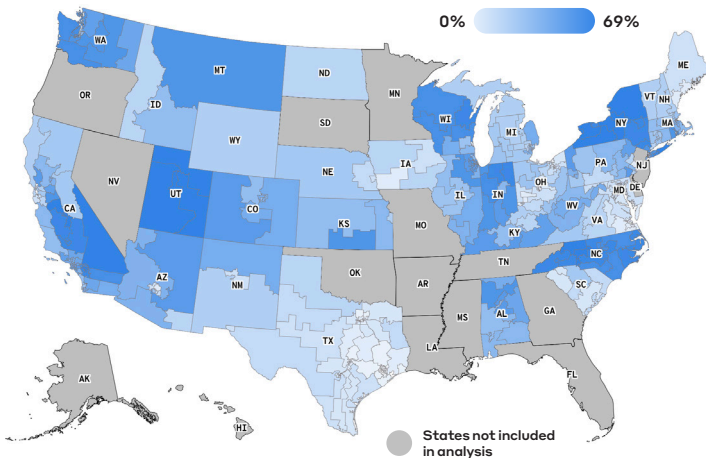 0% 69%
WA
MT
ND
MN
ME
OR
ID
WI
VT
NH
SD
MI
NY
MA
WY
IA
PA
NE
NJ
NV
OH
UT
IL
IN
MD
DE
CO
WV
CA
KS
VA
MO
KY
NC
TN
AZ
OK
NM
AR
SC
MS
AL
GA
TX
LA
FL
AK
HI
States not included
in analysis